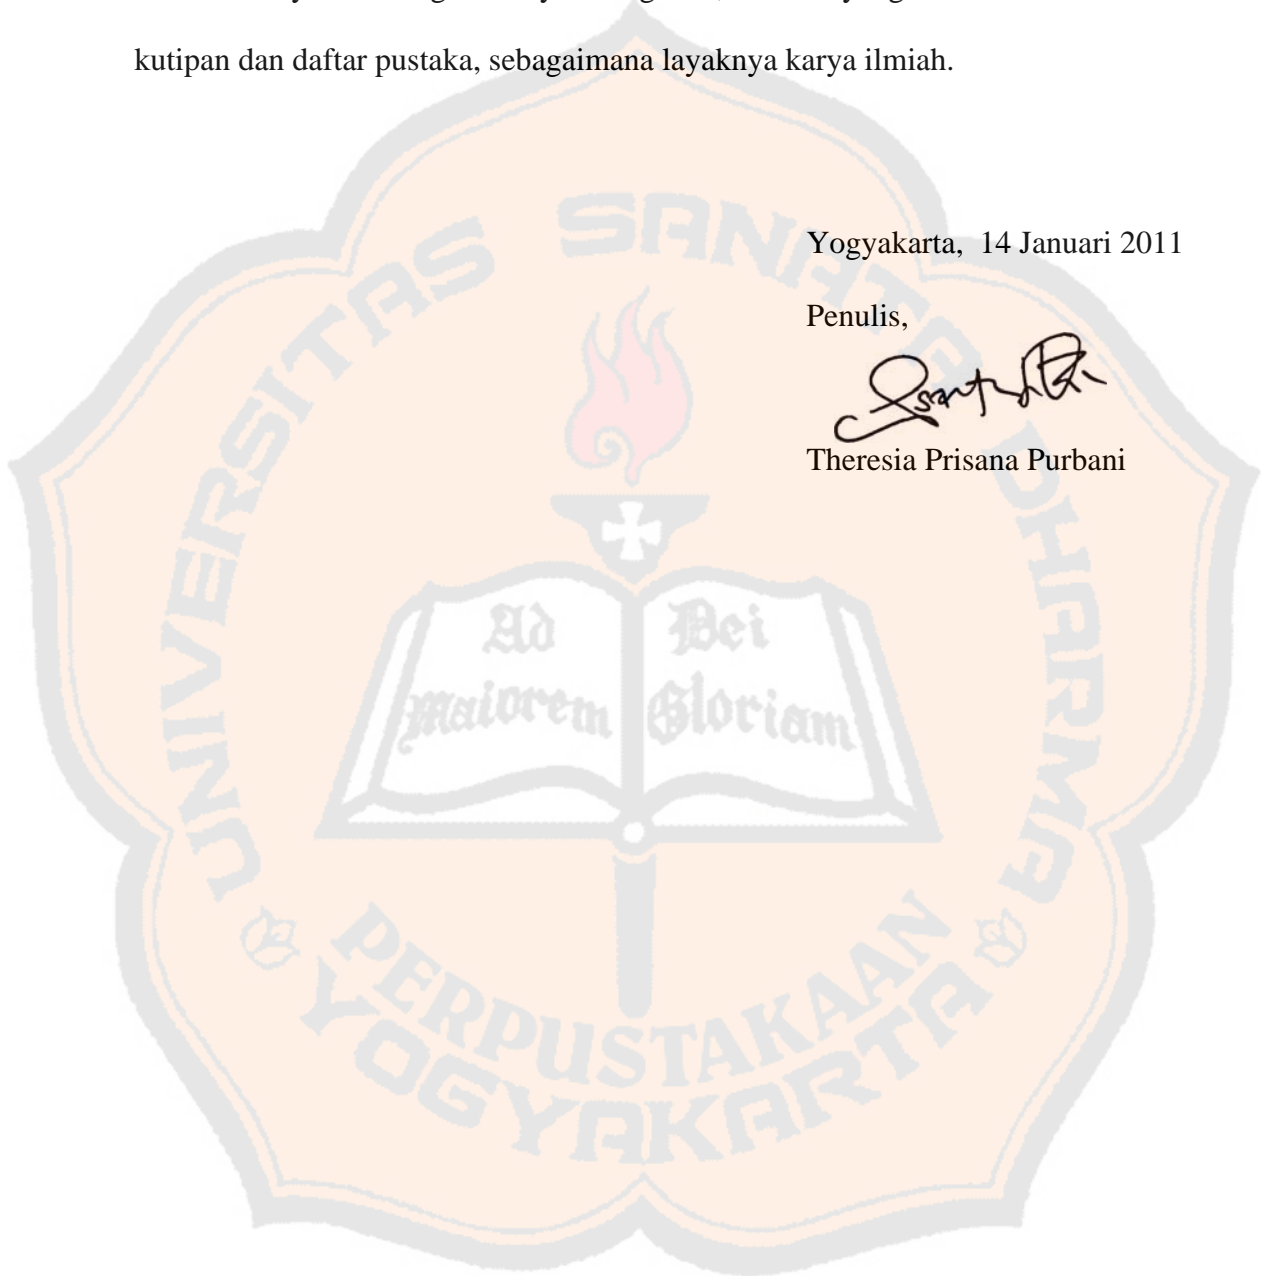 kutipan dan daftar pustaka, sebagaimana layaknya karya ilmiah.
Yogyakarta, 14 Januari 2011
Penulis,
Theresia Prisana Purbani
UNIVERSITAS SANATA DHARMA
Ad Dei
maiorem Gloriam
PERPUSTAKAAN
YOGYAKARTA